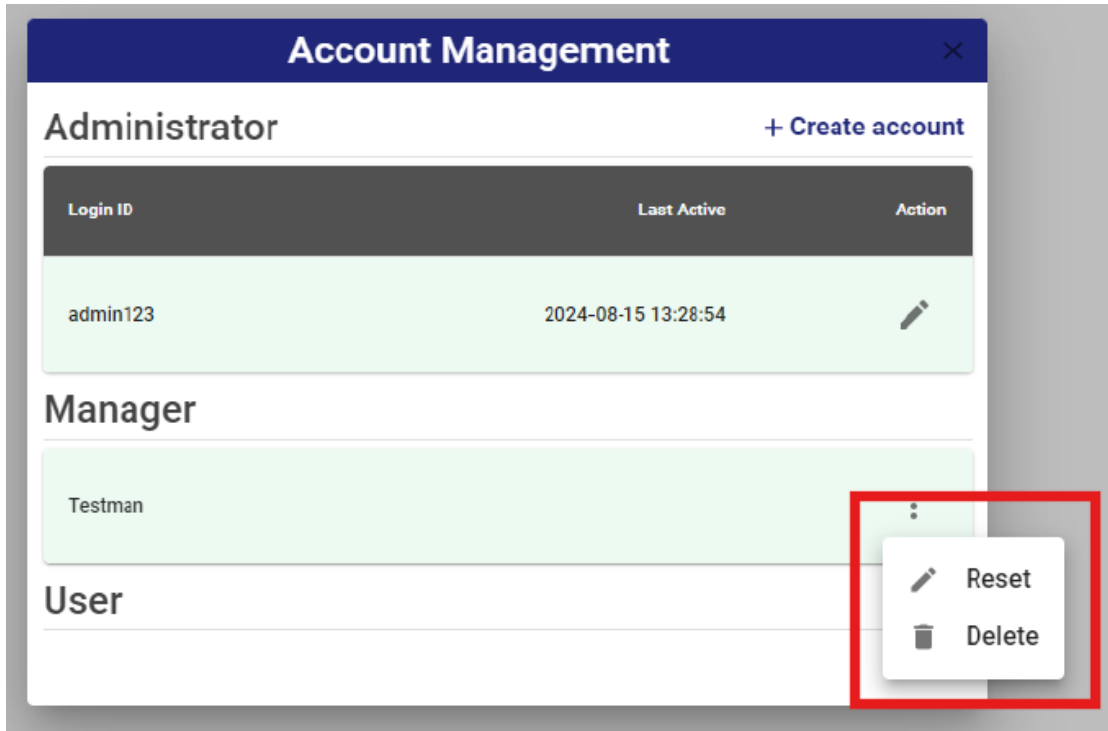 Account Management
Administrator
+ Create account
Login ID Last Active Action
admin123 2024-08-15 13:28:54
Manager
Testman
Reset
User
Delete